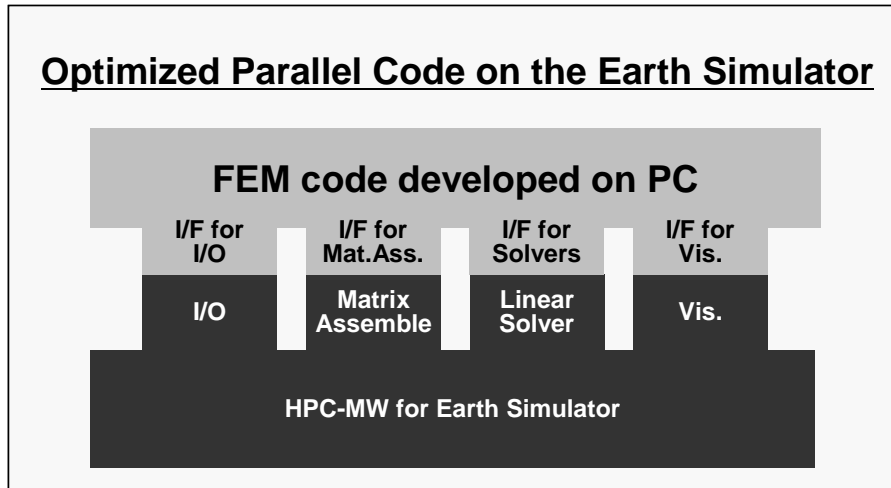 Optimized Parallel Code on the Earth Simulator
FEM code developed on PC
I/F for
I/O
I/F for
Mat.Ass.
I/F for
Solvers
I/F for
Vis.
I/O
Matrix
Assemble
Linear
Solver
Vis.
HPC-MW for Earth Simulator